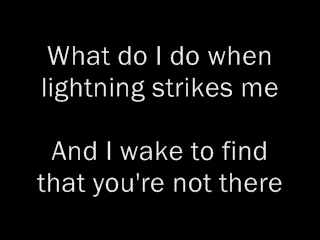 What do I do when
lightning strikes me
And I wake to find
that you're not there